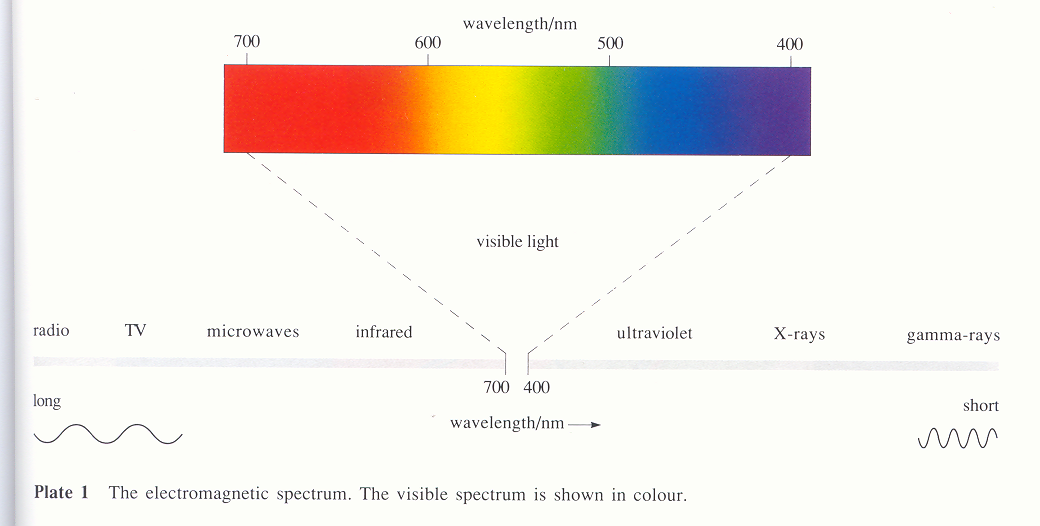 wavelength/nm
700 600 500 400
visible light
radio TV microwaves infrared ultraviolet X-rays gamma-rays
700 400
long short
wavelength/nm
Plate 1 The electromagnetic spectrum. The visible spectrum is shown in colour.